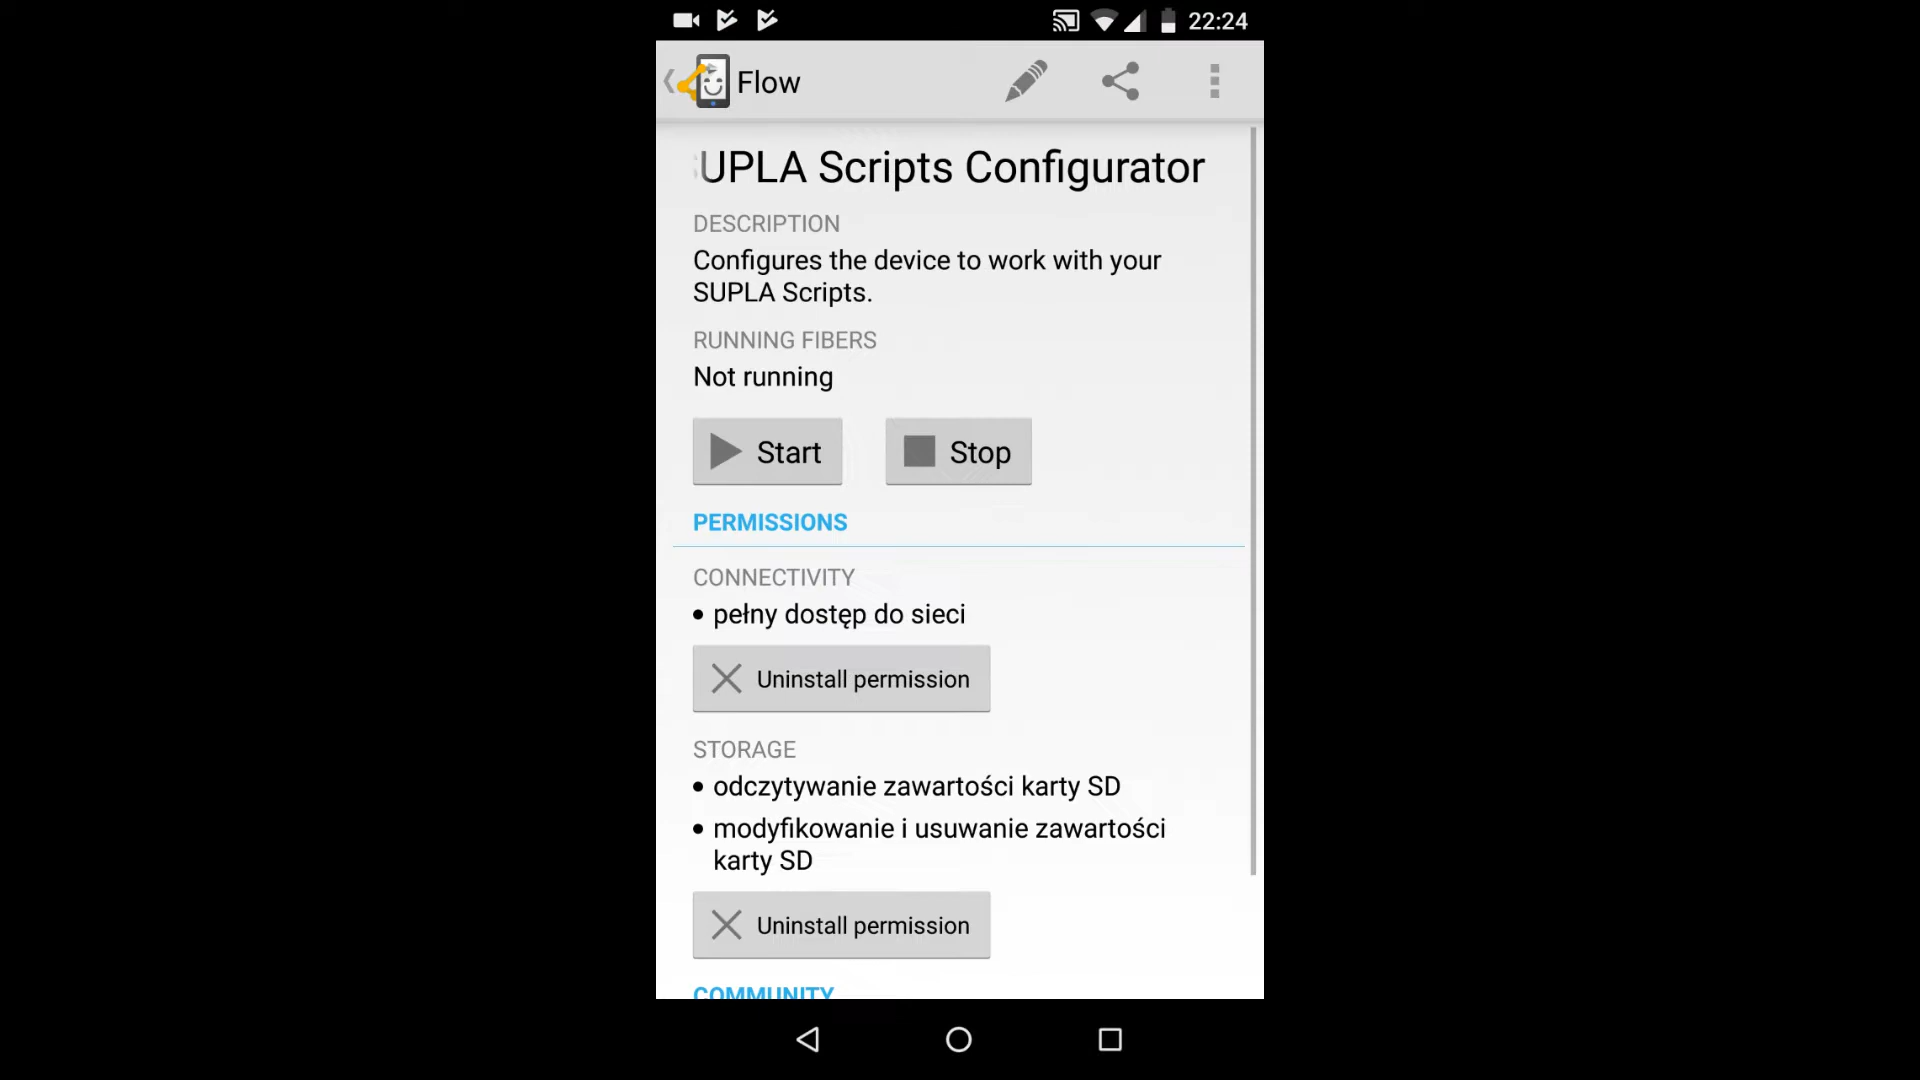 22:24
Flow
SUPLA Scripts Configurator
DESCRIPTION
Configures the device to work with your
SUPLA Scripts.
RUNNING FIBERS
Not running
Start
Stop
PERMISSIONS
CONNECTIVITY
• pełny dostęp do sieci
Uninstall permission
STORAGE
• odczytywanie zawartości karty SD
• modyfikowanie i usuwanie zawartości
karty SD
Uninstall permission
COMMUNITY